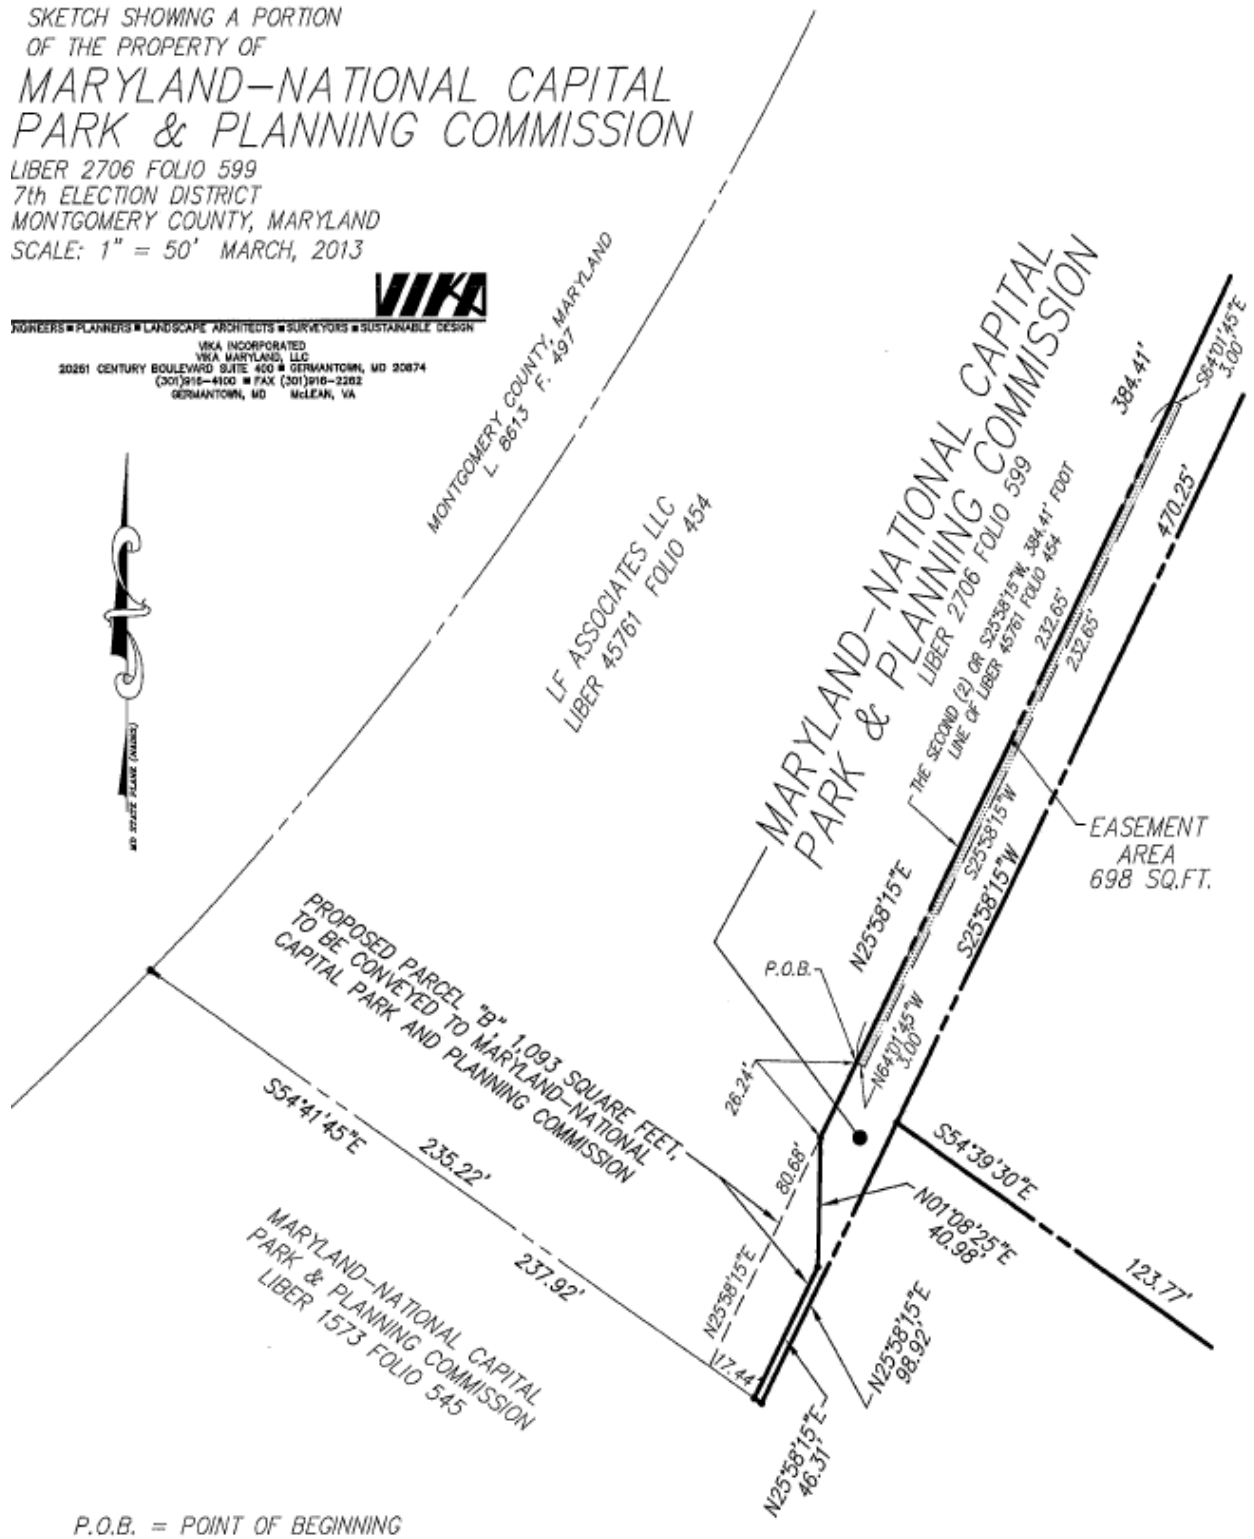 SKETCH SHOWING A PORTION
OF THE PROPERTY OF
MARYLAND-NATIONAL CAPITAL
PARK & PLANNING COMMISSION
LIBER 2706 FOLIO 599
7th ELECTION DISTRICT
MONTGOMERY COUNTY, MARYLAND
SCALE: 1" = 50' MARCH, 2013
VIKA
NGINEERS ■ PLANNERS ■ LANDSCAPE ARCHITECTS ■ SURVEYORS ■ SUSTAINABLE DESIGN
VIKA INCORPORATED
VIKA MARYLAND, LLC
20251 CENTURY BOULEVARD SUITE 400 ■ GERMANTOWN, MD 20874
(301)916-4100 ■ FAX (301)916-2262
GERMANTOWN, MD McLEAN, VA
MD STATE PLANE (NAD83)
MONTGOMERY COUNTY, MARYLAND
L. 8613 F. 497
LF ASSOCIATES LLC
LIBER 45761 FOLIO 454
MARYLAND-NATIONAL CAPITAL
PARK & PLANNING COMMISSION
LIBER 2706 FOLIO 599
THE SECOND (2) OR S25°58'15"W, 384.41' FOOT
LINE OF LIBER 45761 FOLIO 454
384.41'
S64°01'45"E
3.00'
470.25'
232.65'
232.65'
S25°58'15"W
S25°58'15"W
EASEMENT
AREA
698 SQ.FT.
N25°58'15"E
P.O.B.
N64°01'45"W
3.00'
26.24'
PROPOSED PARCEL "B", 1,093 SQUARE FEET,
TO BE CONVEYED TO MARYLAND-NATIONAL
CAPITAL PARK AND PLANNING COMMISSION
S54°41'45"E
235.22'
237.92'
MARYLAND-NATIONAL CAPITAL
PARK & PLANNING COMMISSION
LIBER 1573 FOLIO 545
80.68'
N25°58'15"E
17.44'
S54°39'30"E
123.77'
N01°08'25"E
40.98'
N25°58'15"E
98.92'
N25°58'15"E
46.31'
P.O.B. = POINT OF BEGINNING